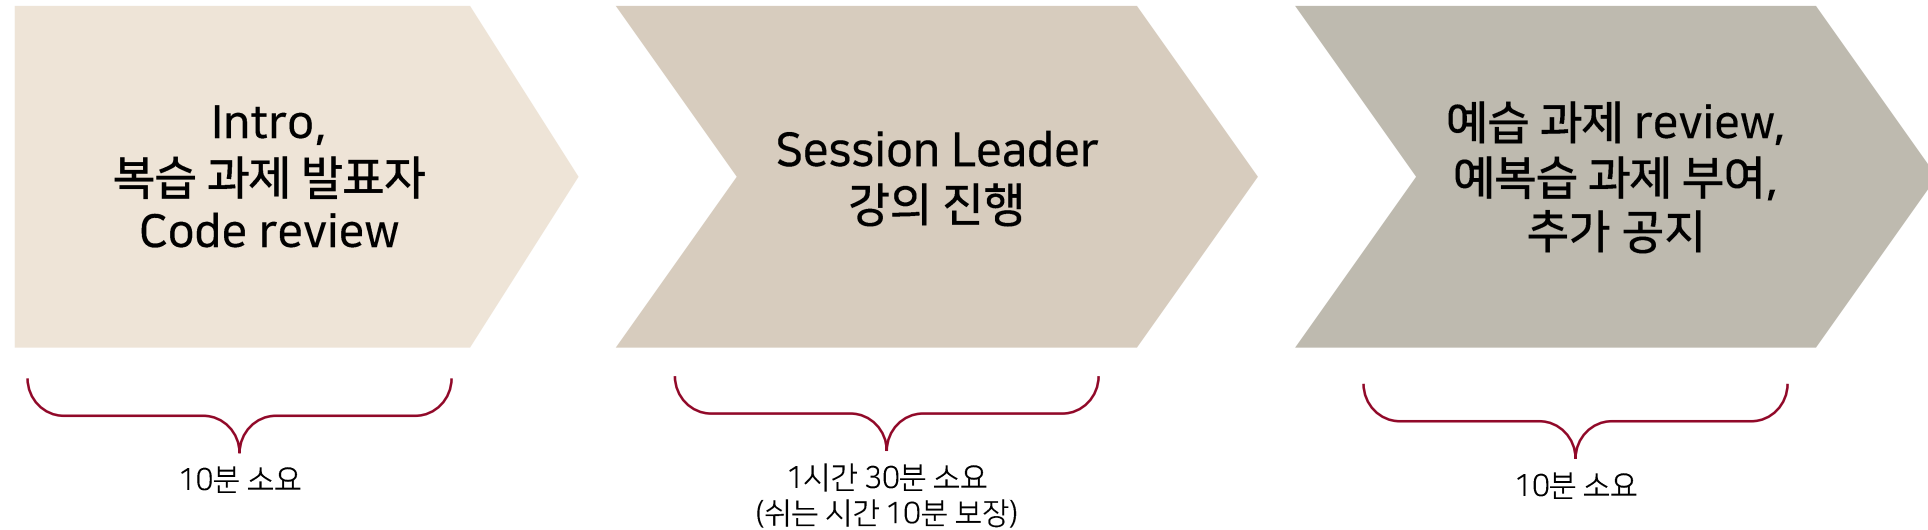 Intro,
복습 과제 발표자
Code review
10분 소요
Session Leader
강의 진행
1시간 30분 소요
(쉬는 시간 10분 보장)
예습 과제 review,
예복습 과제 부여,
추가 공지
10분 소요